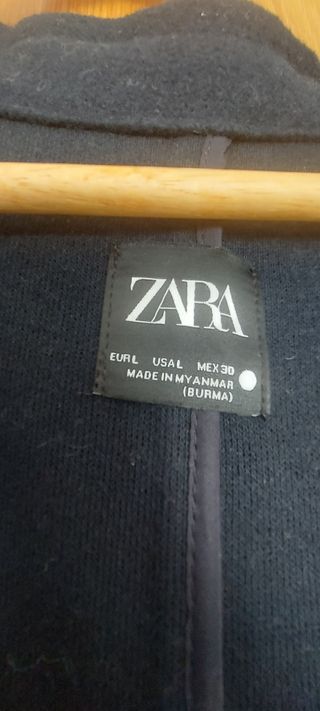 ZARA
EUR L USA L MEX 30
MADE IN MYANMAR
(BURMA)